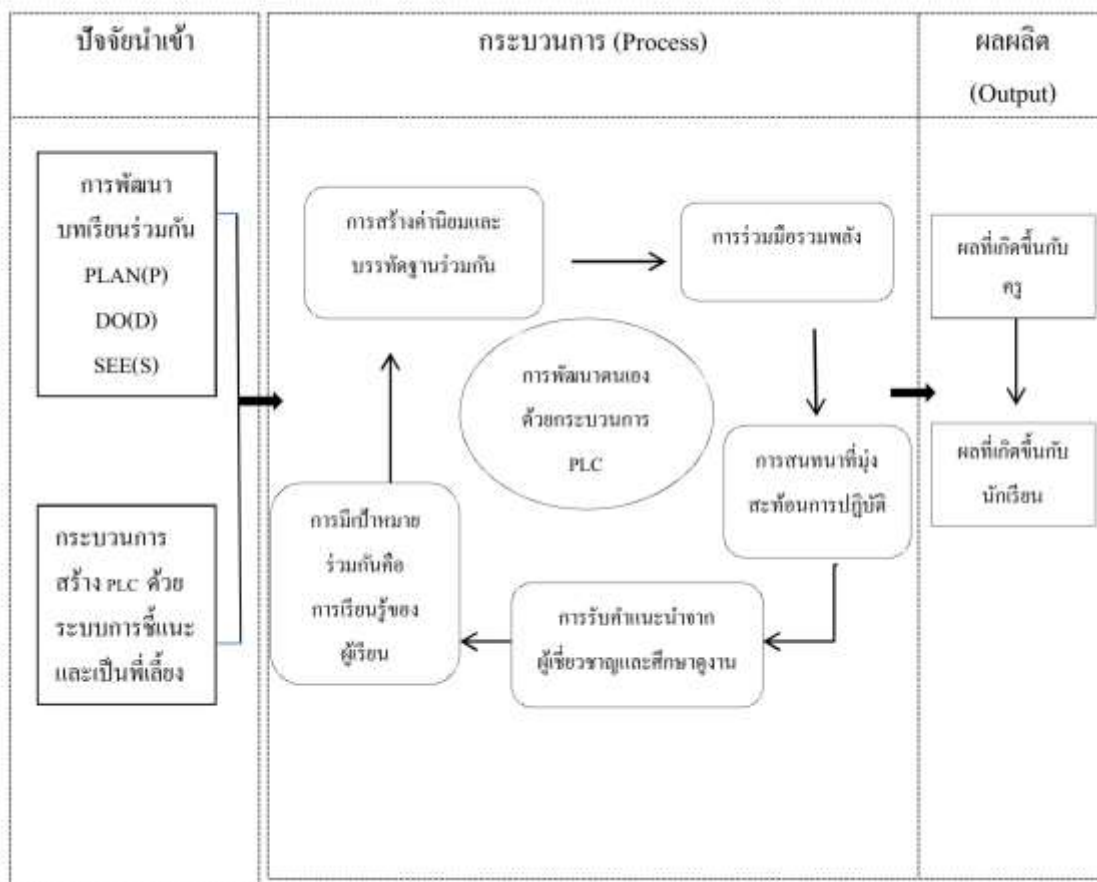 ปัจจัยนำเข้า
กระบวนการ (Process)
ผลผลิต
(Output)
การพัฒนา
บทเรียนร่วมกัน
PLAN(P)
DO(D)
SEE(S)
กระบวนการ
สร้าง PLC ด้วย
ระบบการชี้แนะ
และเป็นพี่เลี้ยง
การสร้างค่านิยมและ
บรรทัดฐานร่วมกัน
การร่วมมือรวมพลัง
การพัฒนาตนเอง
ด้วยกระบวนการ
PLC
การสนทนาที่มุ่ง
สะท้อนการปฏิบัติ
การรับคำแนะนำจาก
ผู้เชี่ยวชาญและศึกษาดูงาน
การมีเป้าหมาย
ร่วมกันคือ
การเรียนรู้ของ
ผู้เรียน
ผลที่เกิดขึ้นกับ
ครู
ผลที่เกิดขึ้นกับ
นักเรียน